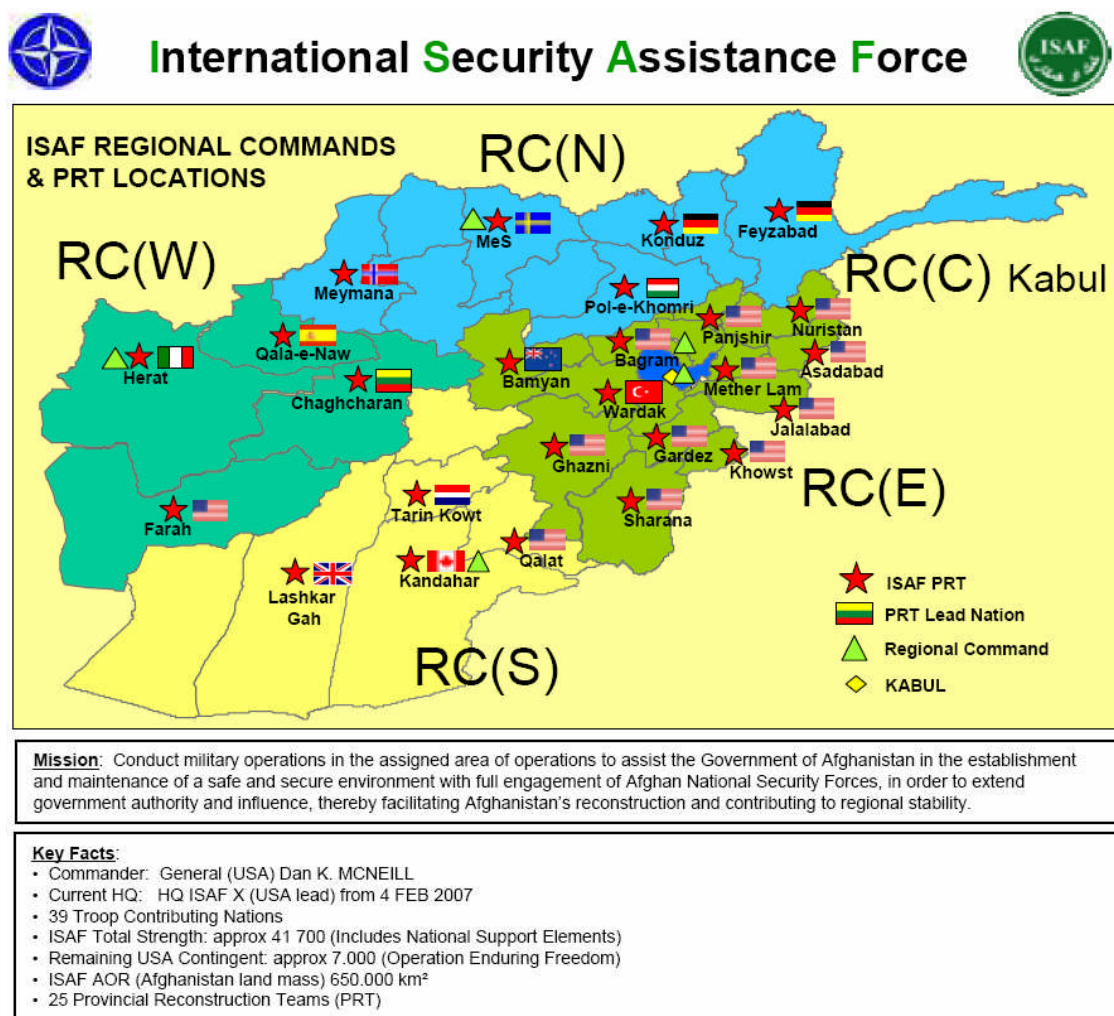 International Security Assistance Force
ISAF
ISAF REGIONAL COMMANDS
& PRT LOCATIONS
RC(N)
RC(W)
RC(C) Kabul
RC(E)
RC(S)
MeS
Konduz
Feyzabad
Meymana
Pol-e-Khomri
Nuristan
Panjshir
Qala-e-Naw
Herat
Bagram
Asadabad
Bamyan
Mether Lam
Chaghcharan
Wardak
Jalalabad
Ghazni
Gardez
Khowst
Tarin Kowt
Sharana
Farah
Qalat
Kandahar
Lashkar
Gah
ISAF PRT
PRT Lead Nation
Regional Command
KABUL
Mission: Conduct military operations in the assigned area of operations to assist the Government of Afghanistan in the establishment
and maintenance of a safe and secure environment with full engagement of Afghan National Security Forces, in order to extend
government authority and influence, thereby facilitating Afghanistan's reconstruction and contributing to regional stability.
Key Facts:
• Commander: General (USA) Dan K. MCNEILL
• Current HQ: HQ ISAF X (USA lead) from 4 FEB 2007
• 39 Troop Contributing Nations
• ISAF Total Strength: approx 41 700 (Includes National Support Elements)
• Remaining USA Contingent: approx 7.000 (Operation Enduring Freedom)
• ISAF AOR (Afghanistan land mass) 650.000 km²
• 25 Provincial Reconstruction Teams (PRT)